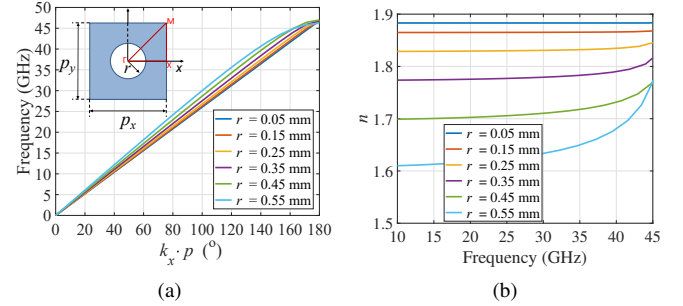 50
45
40
35
30
25
20
15
10
5
0
Frequency (GHz)
M
Γ
X
x
r
p_y
p_x
r = 0.05 mm
r = 0.15 mm
r = 0.25 mm
r = 0.35 mm
r = 0.45 mm
r = 0.55 mm
0 20 40 60 80 100 120 140 160 180
k_x · p (°)
(a)
1.9
1.8
1.7
1.6
1.5
n
r = 0.05 mm
r = 0.15 mm
r = 0.25 mm
r = 0.35 mm
r = 0.45 mm
r = 0.55 mm
10 15 20 25 30 35 40 45
Frequency (GHz)
(b)